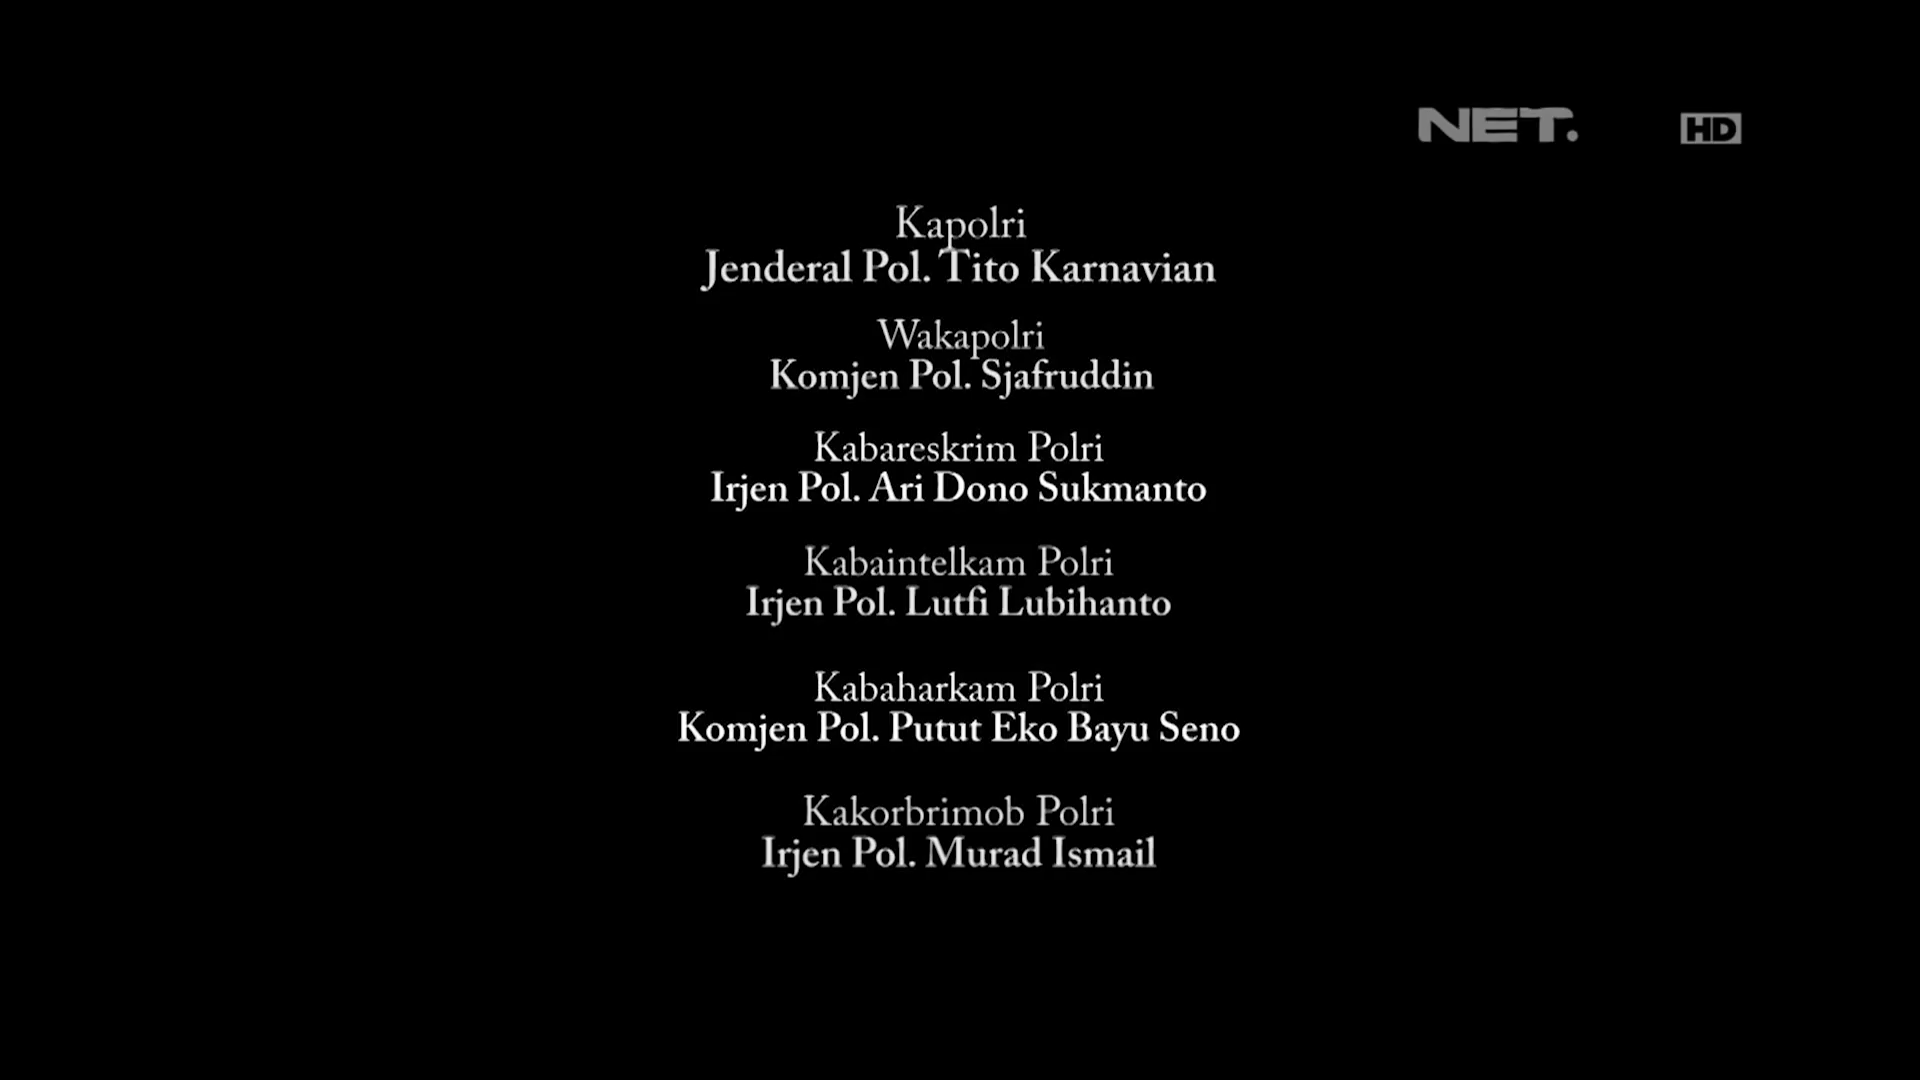 NET.
HD
Kapolri
Jenderal Pol. Tito Karnavian
Wakapolri
Komjen Pol. Sjafruddin
Kabareskrim Polri
Irjen Pol. Ari Dono Sukmanto
Kabaintelkam Polri
Irjen Pol. Lutfi Lubihanto
Kabaharkam Polri
Komjen Pol. Putut Eko Bayu Seno
Kakorbrimob Polri
Irjen Pol. Murad Ismail